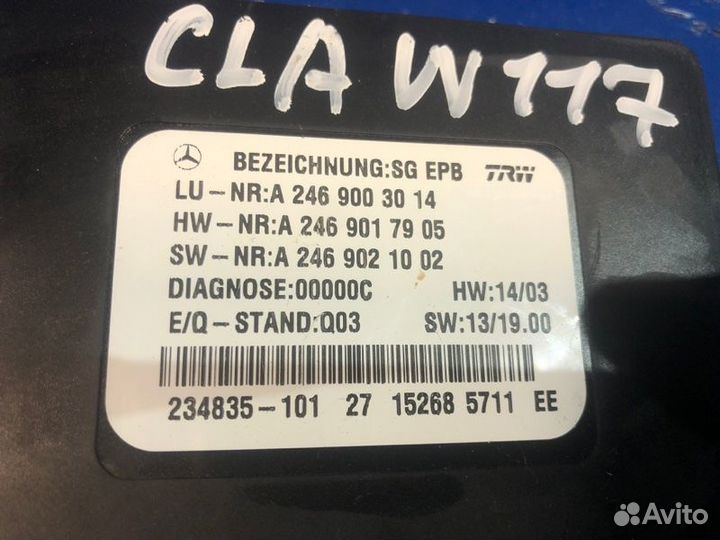 CLA W117
BEZEICHNUNG:SG EPB TRW
LU-NR:A 246 900 30 14
HW-NR:A 246 901 79 05
SW-NR:A 246 902 10 02
DIAGNOSE:00000C HW:14/03
E/Q-STAND:Q03 SW:13/19.00
234835-101 27 15268 5711 EE
Avito